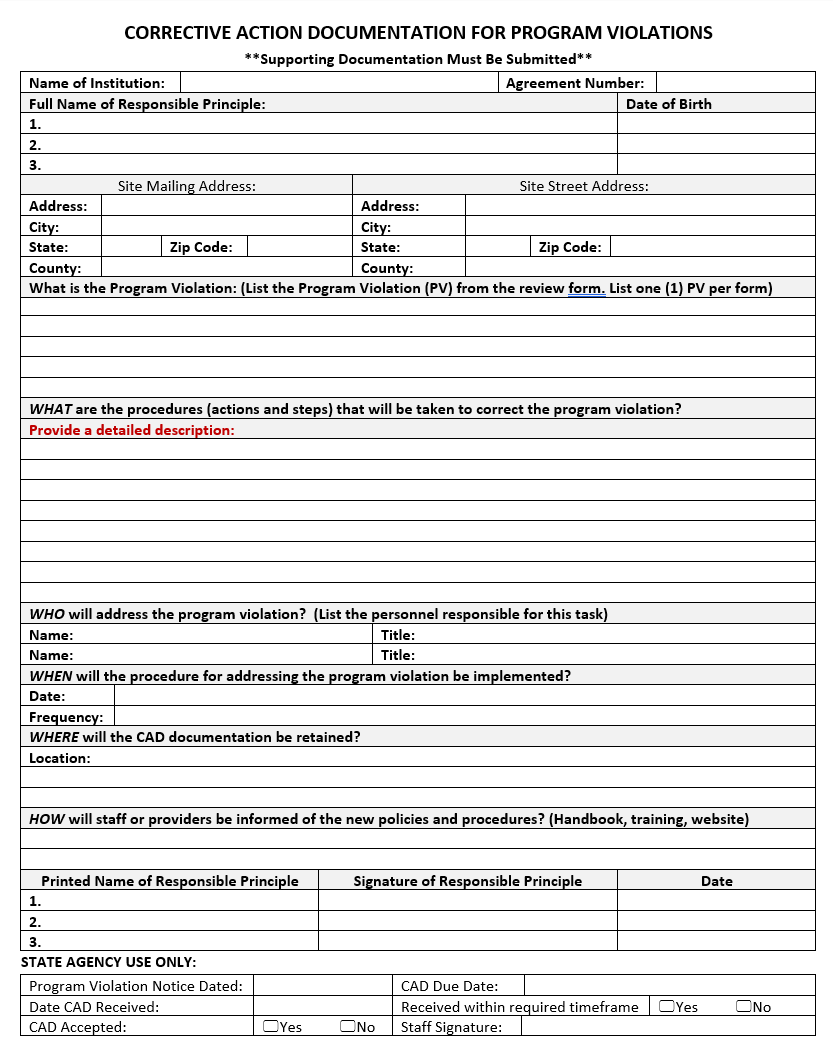 CORRECTIVE ACTION DOCUMENTATION FOR PROGRAM VIOLATIONS
**Supporting Documentation Must Be Submitted**
Name of Institution: Agreement Number:
Full Name of Responsible Principle: Date of Birth
1.
2.
3.
Site Mailing Address: Site Street Address:
Address: Address:
City: City:
State: Zip Code: State: Zip Code:
County: County:
What is the Program Violation: (List the Program Violation (PV) from the review form. List one (1) PV per form)
WHAT are the procedures (actions and steps) that will be taken to correct the program violation?
Provide a detailed description:
WHO will address the program violation? (List the personnel responsible for this task)
Name: Title:
Name: Title:
WHEN will the procedure for addressing the program violation be implemented?
Date:
Frequency:
WHERE will the CAD documentation be retained?
Location:
HOW will staff or providers be informed of the new policies and procedures? (Handbook, training, website)
Printed Name of Responsible Principle Signature of Responsible Principle Date
1.
2.
3.
STATE AGENCY USE ONLY:
Program Violation Notice Dated: CAD Due Date:
Date CAD Received: Received within required timeframe Yes No
CAD Accepted: Yes No Staff Signature: